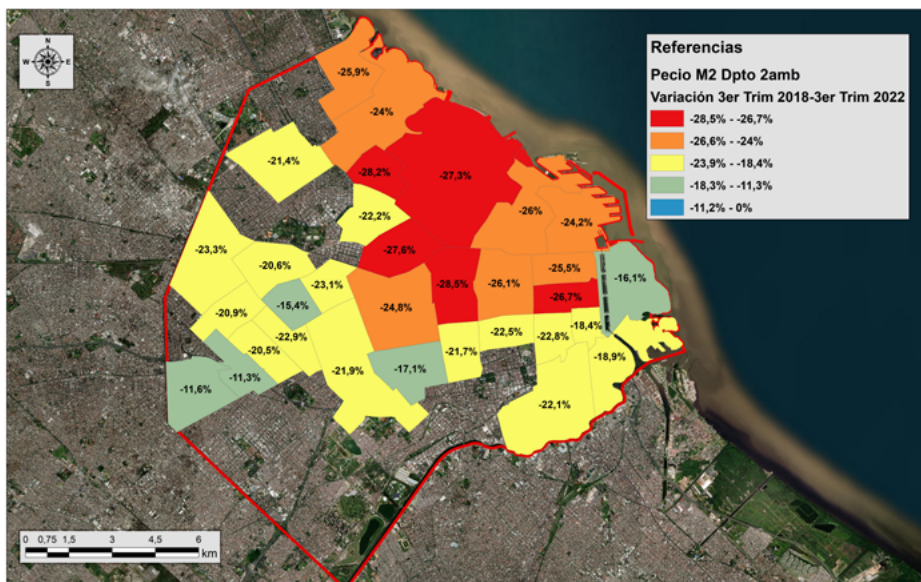 N
W E
S
Referencias
Pecio M2 Dpto 2amb
Variación 3er Trim 2018-3er Trim 2022
-28,5% - -26,7%
-26,6% - -24%
-23,9% - -18,4%
-18,3% - -11,3%
-11,2% - 0%
-25,9%
-24%
-21,4%
-28,2%
-27,3%
-22,2%
-26%
-24,2%
-23,3%
-27,6%
-20,6%
-25,5%
-23,1%
-28,5%
-26,1%
-16,1%
-15,4%
-24,8%
-26,7%
-20,9%
-18,4%
-22,9%
-22,5%
-22,8%
-20,5%
-21,7%
-18,9%
-17,1%
-21,9%
-11,3%
-11,6%
-22,1%
0 0,75 1,5 3 4,5 6
km